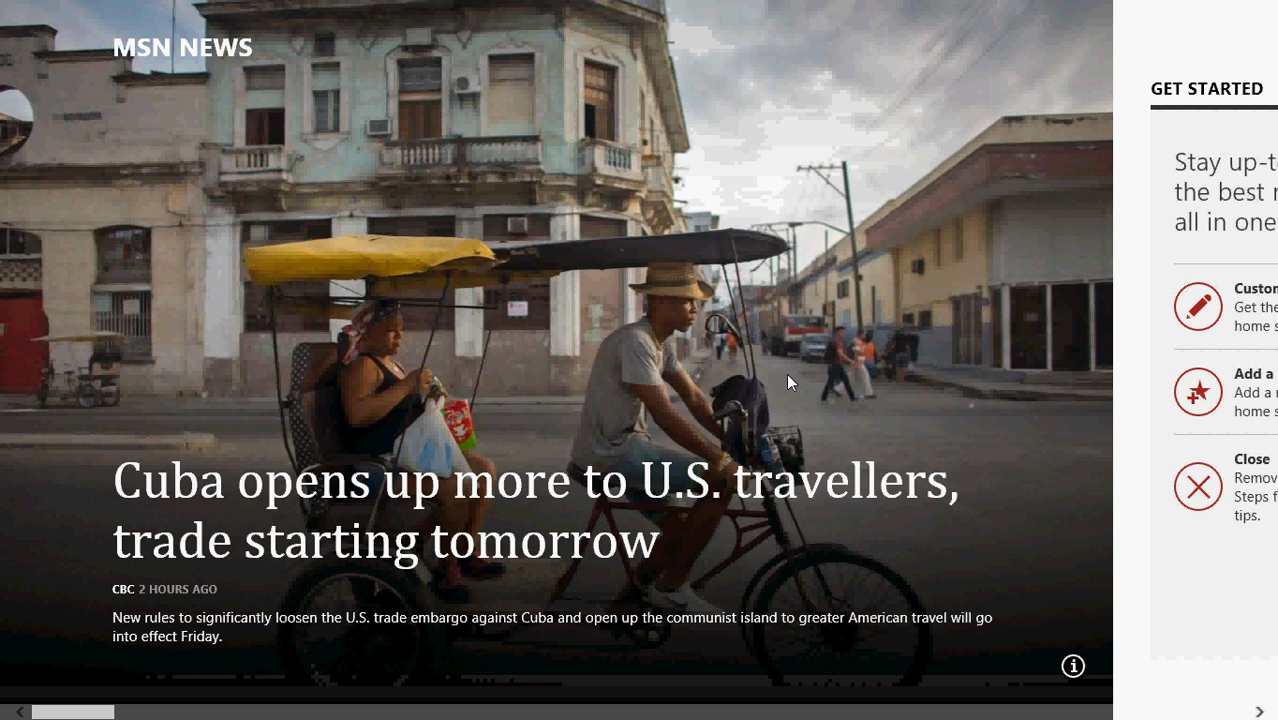 MSN NEWS
Cuba opens up more to U.S. travellers,
trade starting tomorrow
CBC 2 HOURS AGO
New rules to significantly loosen the U.S. trade embargo against Cuba and open up the communist island to greater American travel will go
into effect Friday.
GET STARTED
Stay up-t
the best
all in one
Custom
Get the
home s
Add a
Add a
home s
Close
Remov
Steps f
tips.